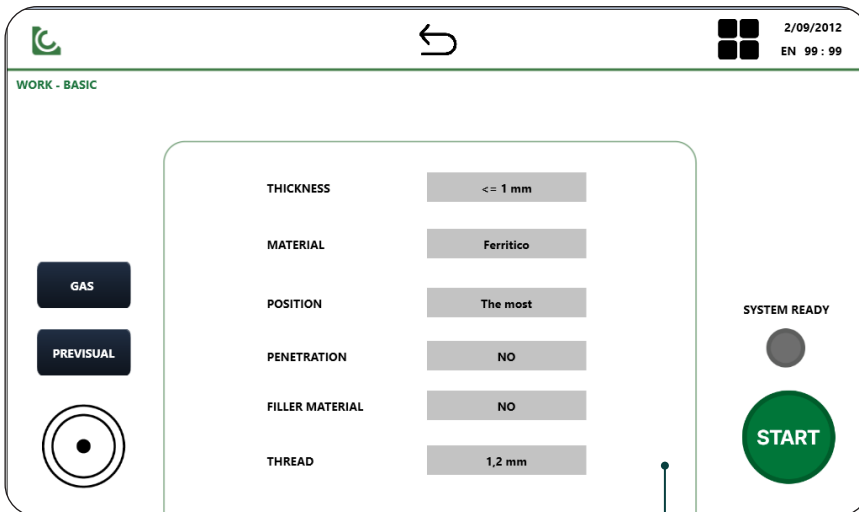 2/09/2012
EN 99 : 99
WORK - BASIC
THICKNESS <= 1 mm
MATERIAL Ferritico
GAS
POSITION The most
SYSTEM READY
PREVISUAL
PENETRATION NO
FILLER MATERIAL NO
START
THREAD 1,2 mm